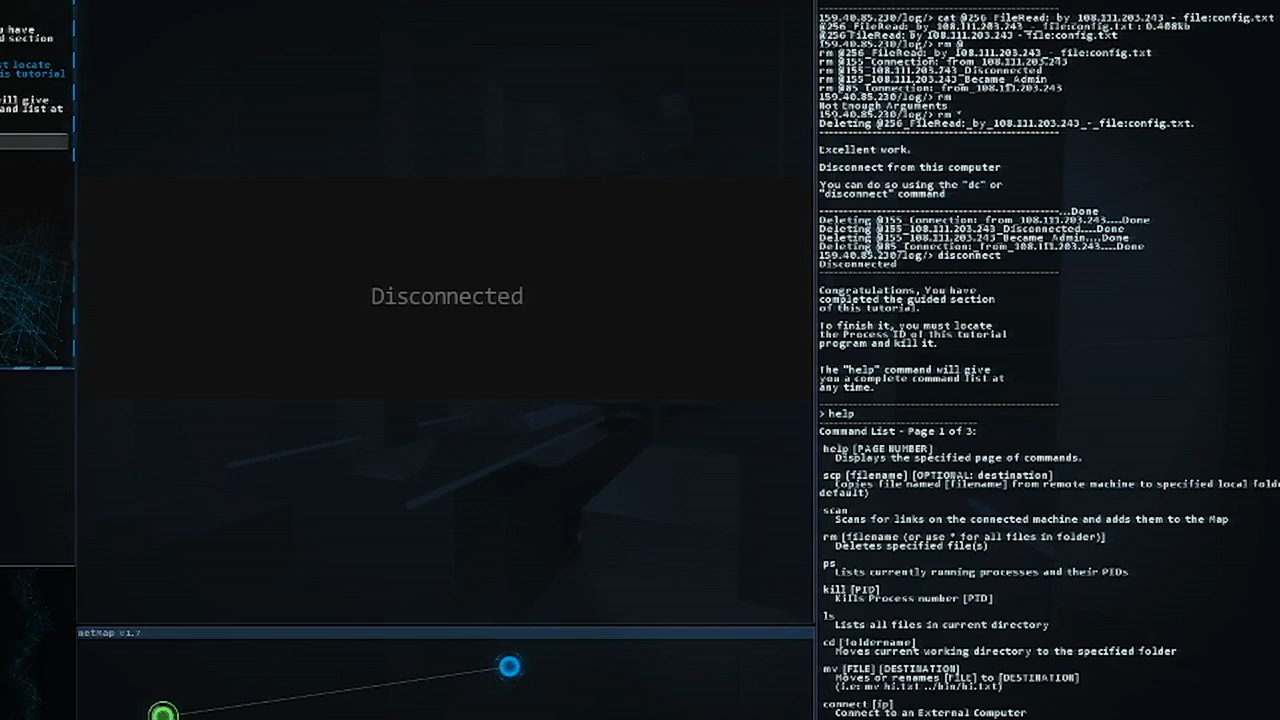 u have
d section
st locate
is tutorial
ill give
and list at
Disconnected
netMap v1.7
159.40.85.230/log/> cat @256_FileRead:_by_108.111.203.243_-_file:config.txt
@256_FileRead:_by_108.111.203.243_-_file:config.txt : 0.408kb
@256 FileRead: by 108.111.203.243 - file:config.txt
159.40.85.230/log/> rm @
rm @256_FileRead:_by_108.111.203.243_-_file:config.txt
rm @155_Connection:_from_108.111.203.243
rm @155_108.111.203.243_Disconnected
rm @155_108.111.203.243_Became_Admin
rm @85_Connection:_from_108.111.203.243
159.40.85.230/log/> rm
Not Enough Arguments
159.40.85.230/log/> rm *
Deleting @256_FileRead:_by_108.111.203.243_-_file:config.txt.
Excellent work.
Disconnect from this computer
You can do so using the "dc" or
"disconnect" command
...Done
Deleting @155_Connection:_from_108.111.203.243....Done
Deleting @155_108.111.203.243_Disconnected....Done
Deleting @155_108.111.203.243_Became_Admin....Done
Deleting @85_Connection:_from_108.111.203.243....Done
159.40.85.230/log/> disconnect
Disconnected
Congratulations, You have
completed the guided section
of this tutorial.
To finish it, you must locate
the Process ID of this tutorial
program and kill it.
The "help" command will give
you a complete command list at
any time.
> help
Command List - Page 1 of 3:
help [PAGE NUMBER]
Displays the specified page of commands.
scp [filename] [OPTIONAL: destination]
Copies file named [filename] from remote machine to specified local folde
default)
scan
Scans for links on the connected machine and adds them to the Map
rm [filename (or use * for all files in folder)]
Deletes specified file(s)
ps
Lists currently running processes and their PIDs
kill [PID]
Kills Process number [PID]
ls
Lists all files in current directory
cd [foldername]
Moves current working directory to the specified folder
mv [FILE] [DESTINATION]
Moves or renames [FILE] to [DESTINATION]
(i.e: mv hi.txt ../bin/hi.txt)
connect [ip]
Connect to an External Computer